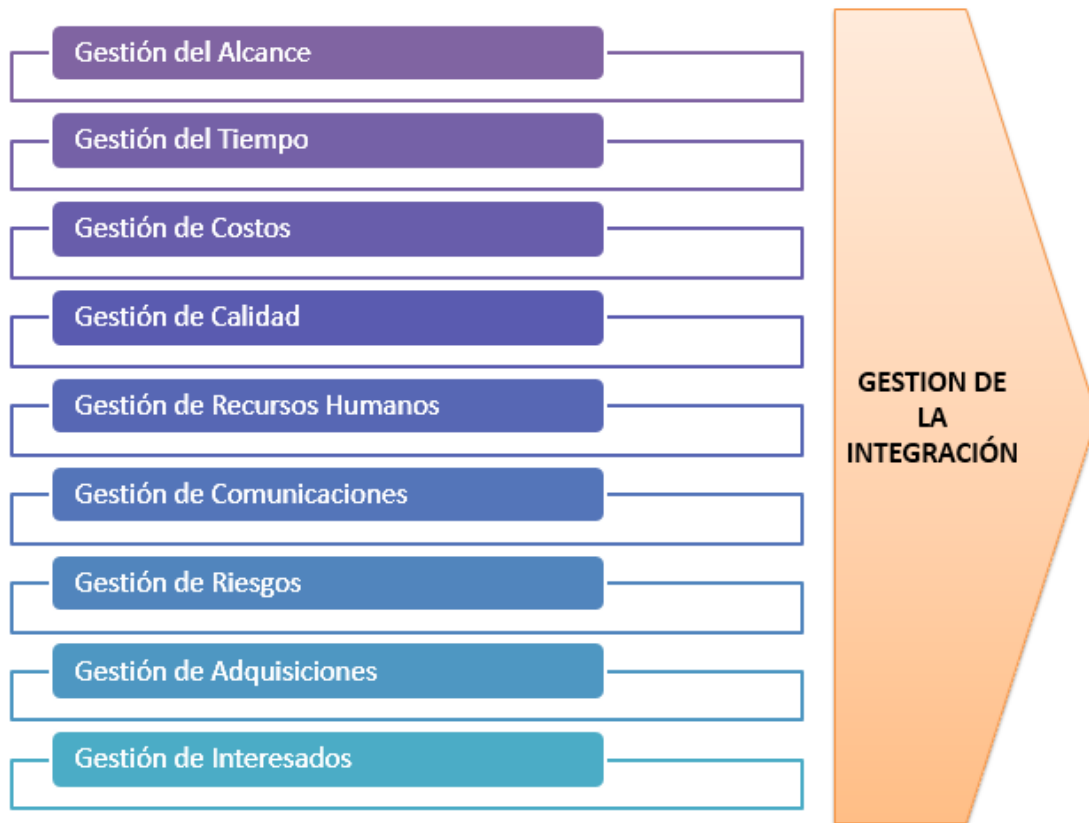 Gestión del Alcance
Gestión del Tiempo
Gestión de Costos
Gestión de Calidad
Gestión de Recursos Humanos
Gestión de Comunicaciones
Gestión de Riesgos
Gestión de Adquisiciones
Gestión de Interesados
GESTION DE
LA
INTEGRACIÓN